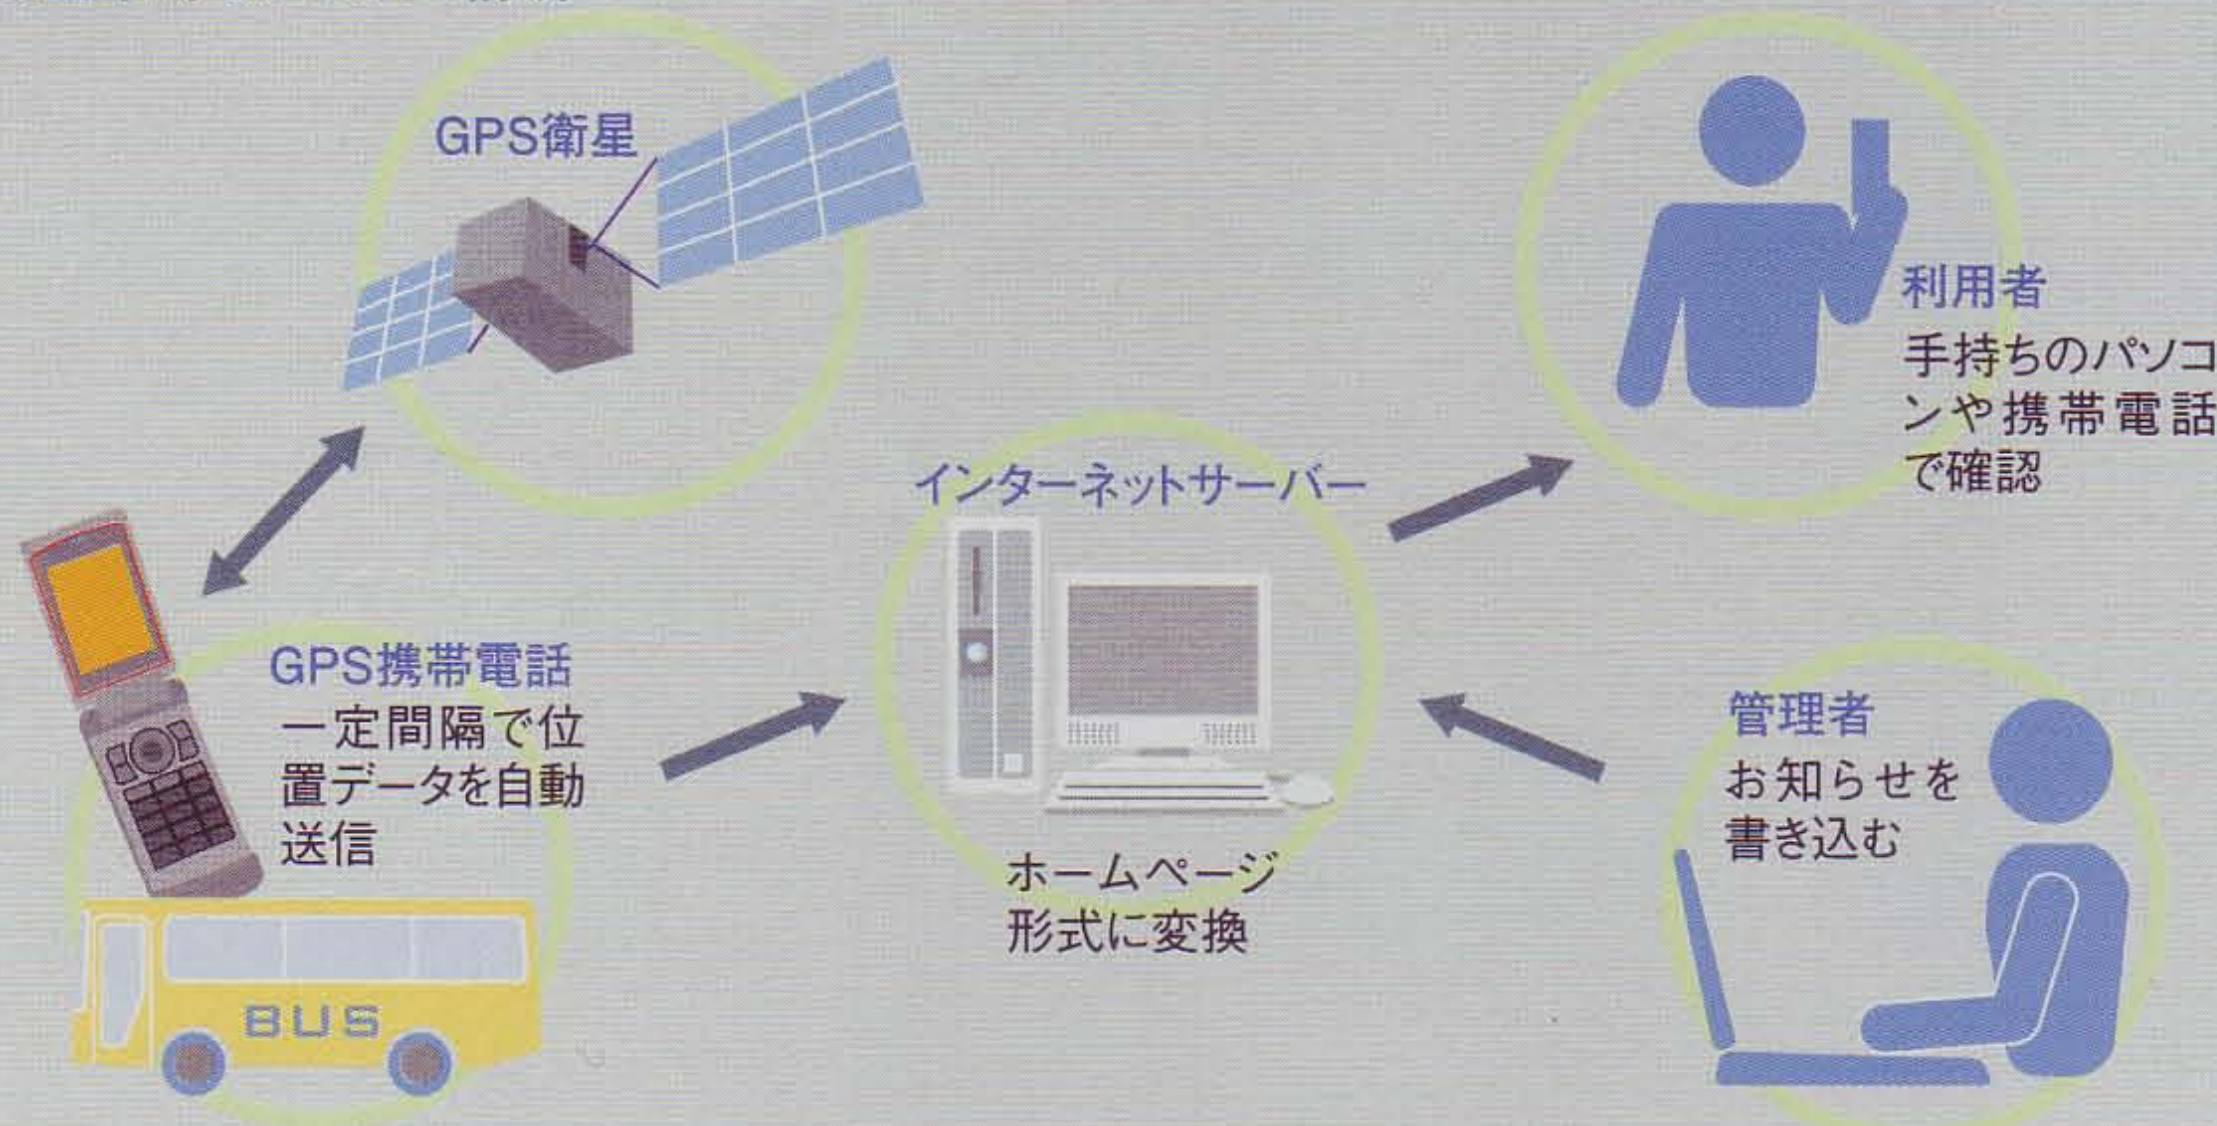 GPS衛星
利用者
手持ちのパソコ
ンや携帯電話
で確認
インターネットサーバー
GPS携帯電話
一定間隔で位
置データを自動
送信
管理者
お知らせを
書き込む
ホームページ
形式に変換
BUS